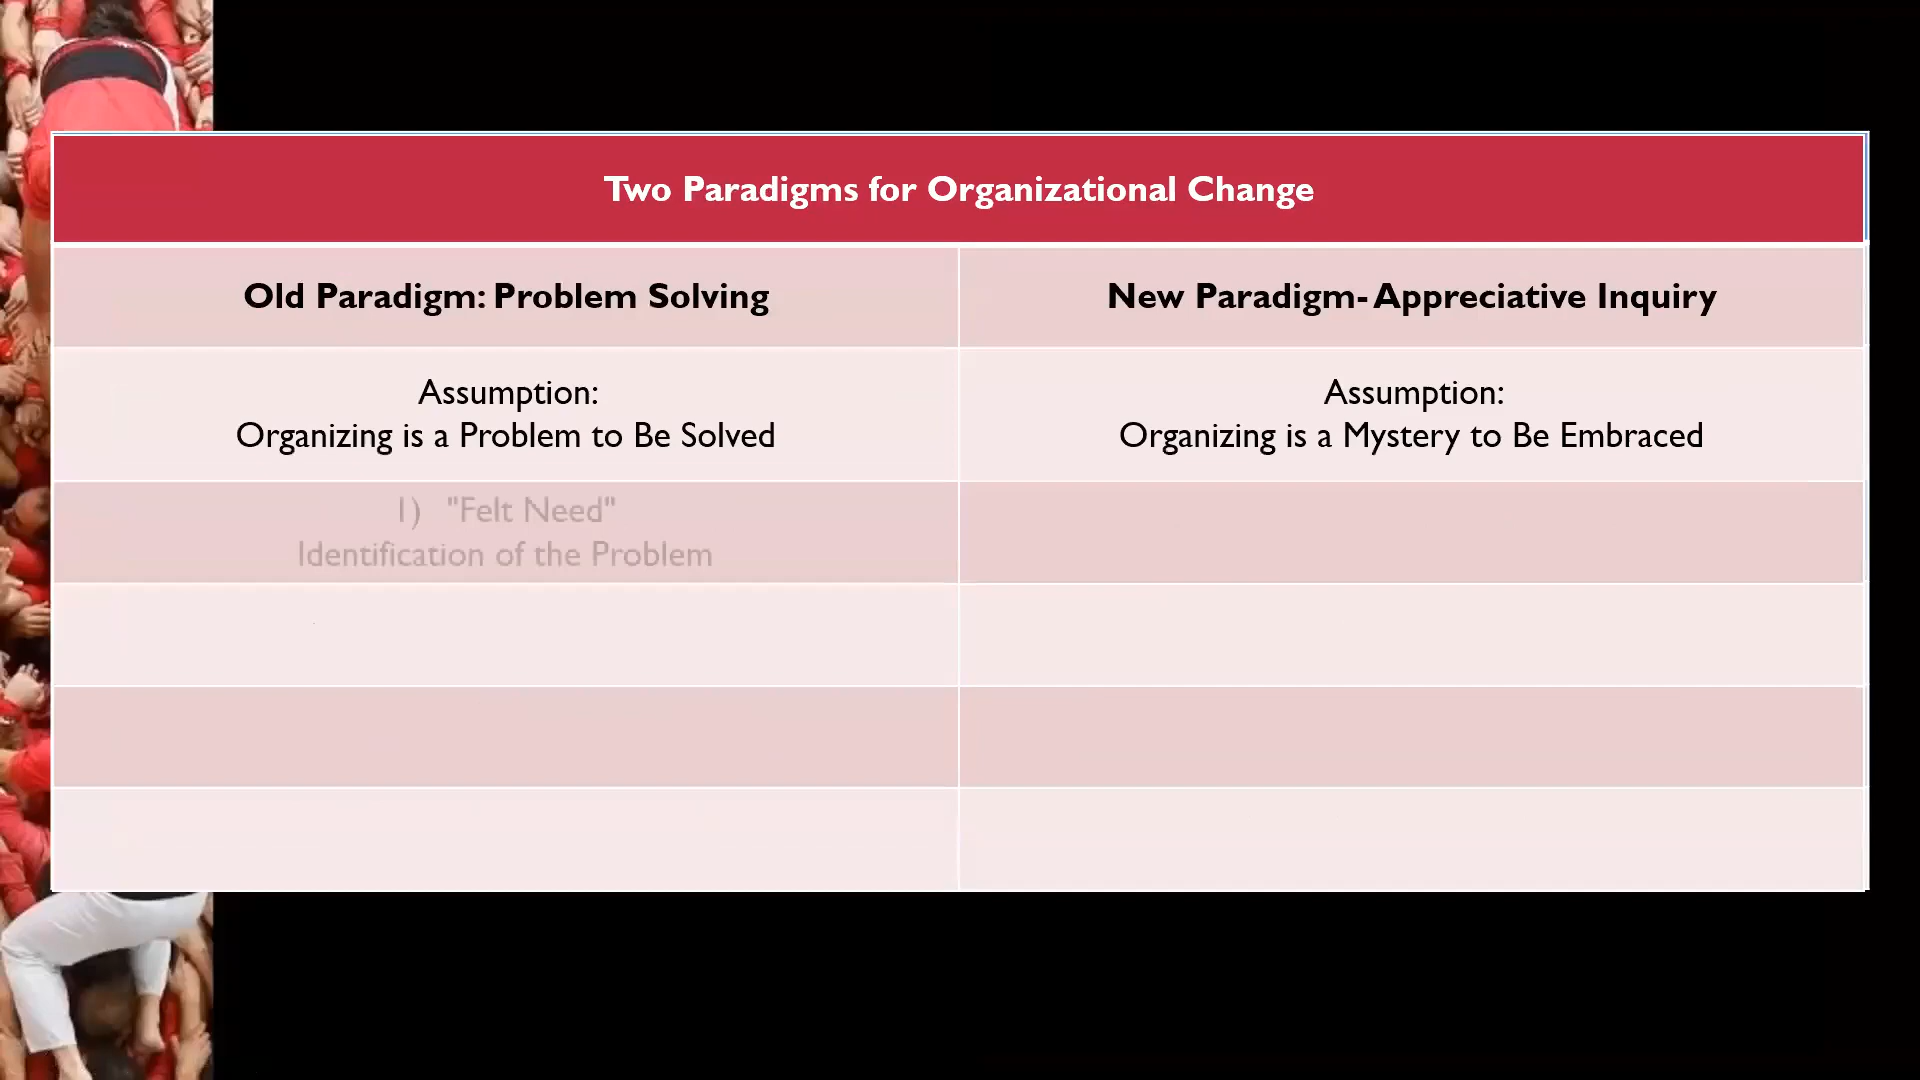 Two Paradigms for Organizational Change
Old Paradigm: Problem Solving
New Paradigm- Appreciative Inquiry
Assumption:
Organizing is a Problem to Be Solved
Assumption:
Organizing is a Mystery to Be Embraced
1) "Felt Need"
Identification of the Problem